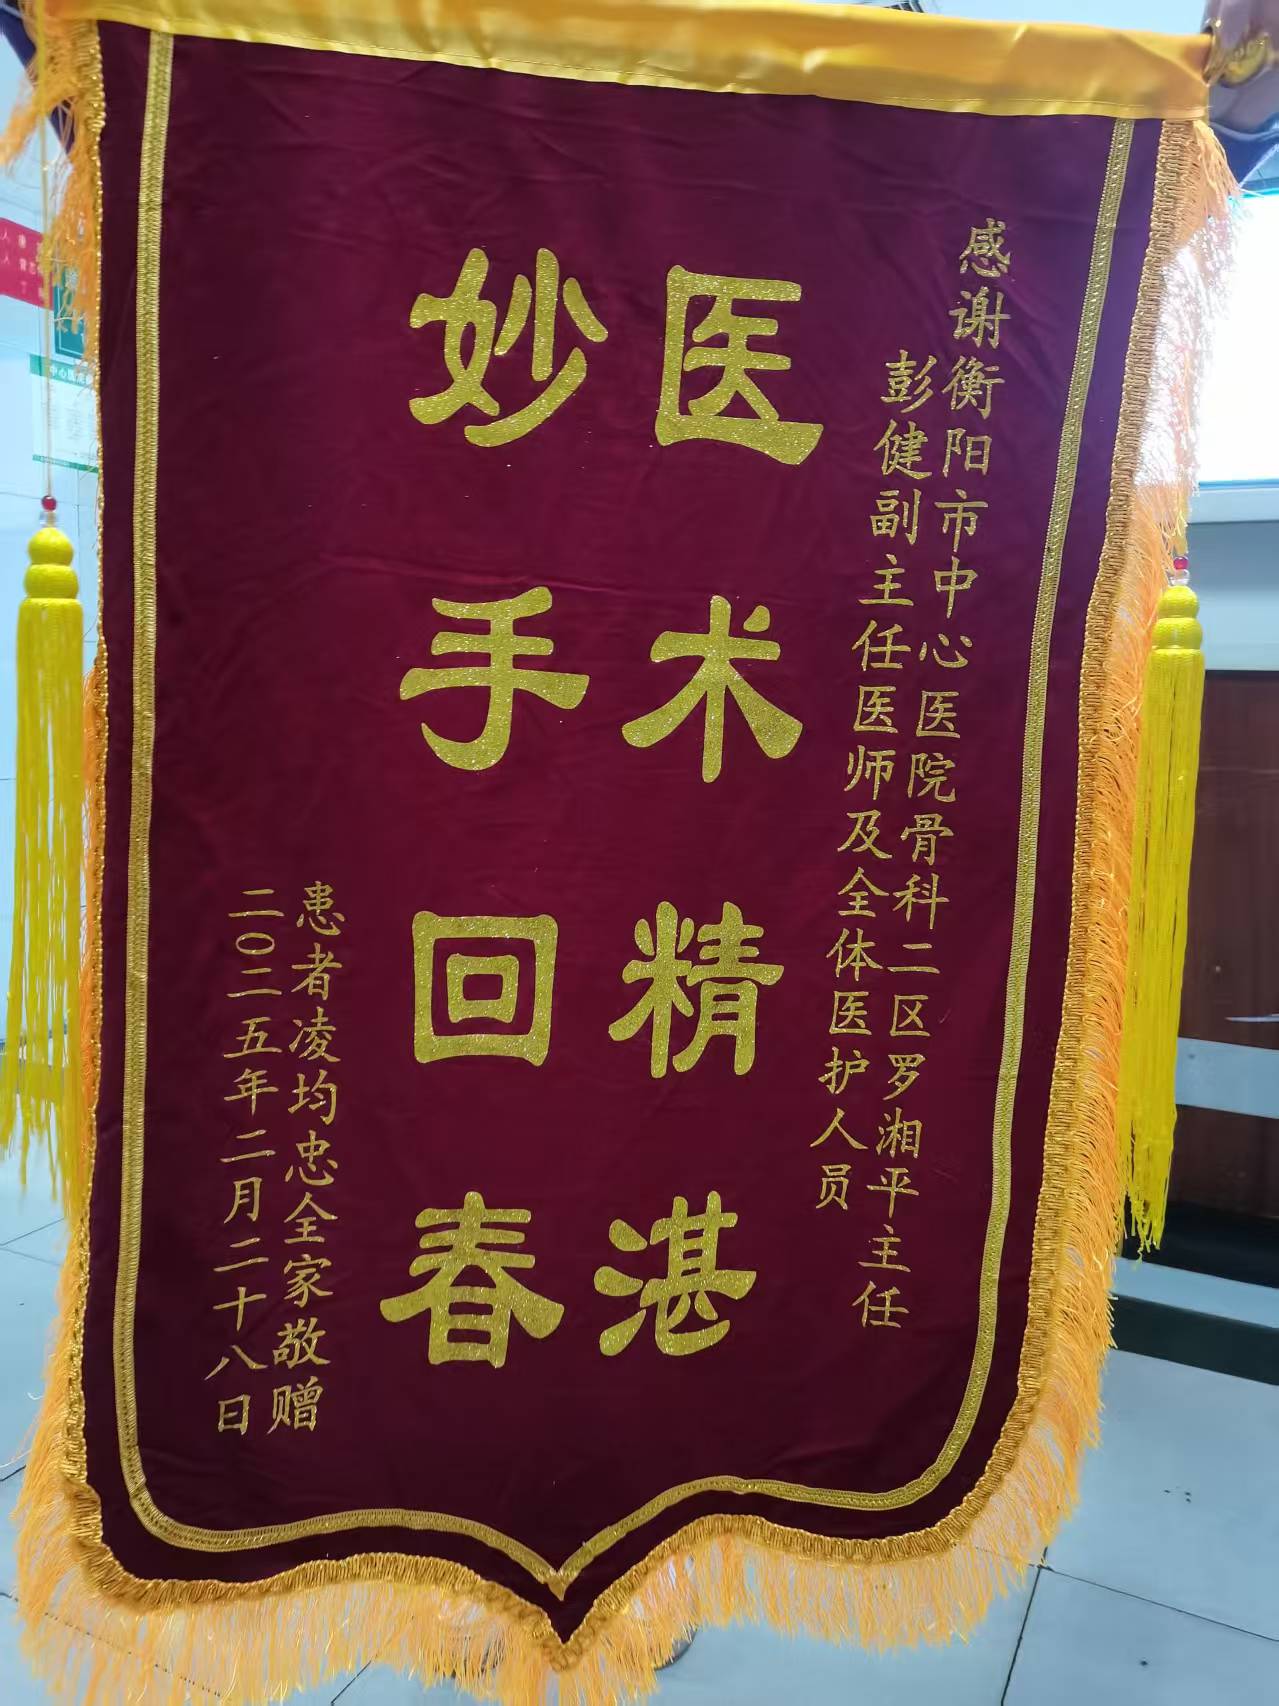 感谢衡阳市中心医院骨科二区罗湘平主任
彭健副主任医师及全体医护人员
医术精湛
妙手回春
患者凌均忠全家敬赠
二〇二五年二月二十八日